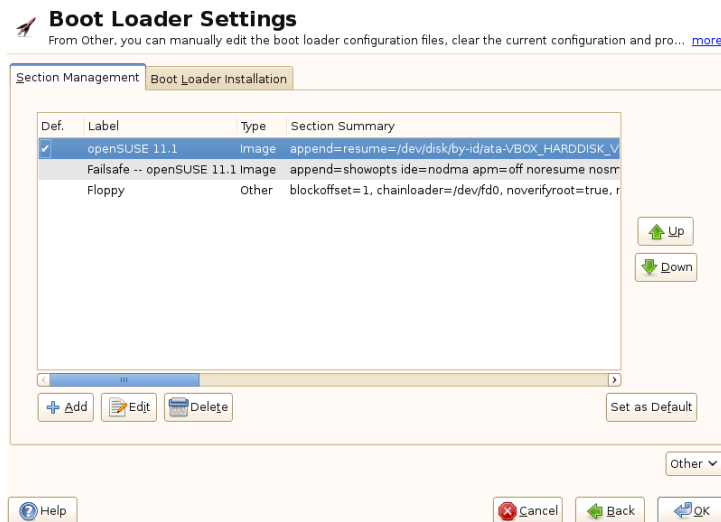 Boot Loader Settings
From Other, you can manually edit the boot loader configuration files, clear the current configuration and pro... more
Section Management Boot Loader Installation
Def. Label Type Section Summary
openSUSE 11.1 Image append=resume=/dev/disk/by-id/ata-VBOX_HARDDISK_V
Failsafe -- openSUSE 11.1 Image append=showopts ide=nodma apm=off noresume nosm
Floppy Other blockoffset=1, chainloader=/dev/fd0, noverifyroot=true, r
Up
Down
Add Edit Delete Set as Default
Other
Help Cancel Back OK